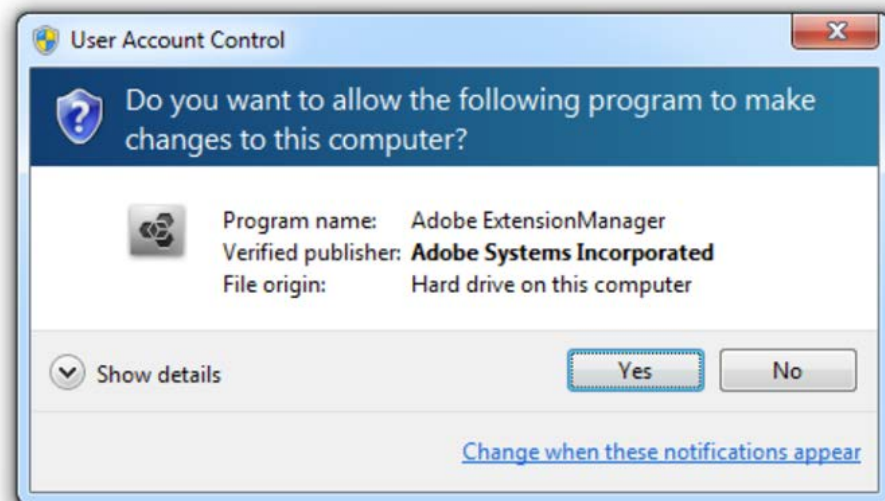 User Account Control
Do you want to allow the following program to make
changes to this computer?
Program name: Adobe ExtensionManager
Verified publisher: Adobe Systems Incorporated
File origin: Hard drive on this computer
Show details
Yes
No
Change when these notifications appear